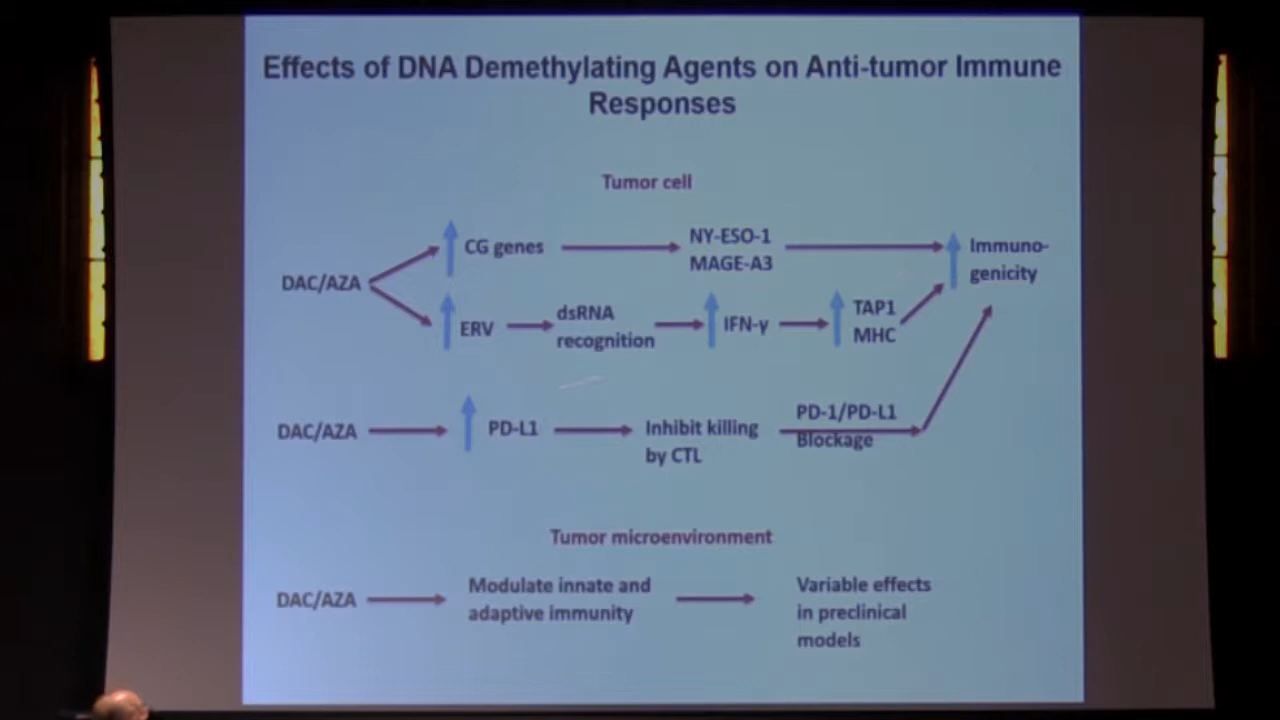 Effects of DNA Demethylating Agents on Anti-tumor Immune
Responses
Tumor cell
DAC/AZA
CG genes
NY-ESO-1
MAGE-A3
Immuno-
genicity
ERV
dsRNA
recognition
IFN-γ
TAP1
MHC
DAC/AZA
PD-L1
Inhibit killing
by CTL
PD-1/PD-L1
Blockage
Tumor microenvironment
DAC/AZA
Modulate innate and
adaptive immunity
Variable effects
in preclinical
models